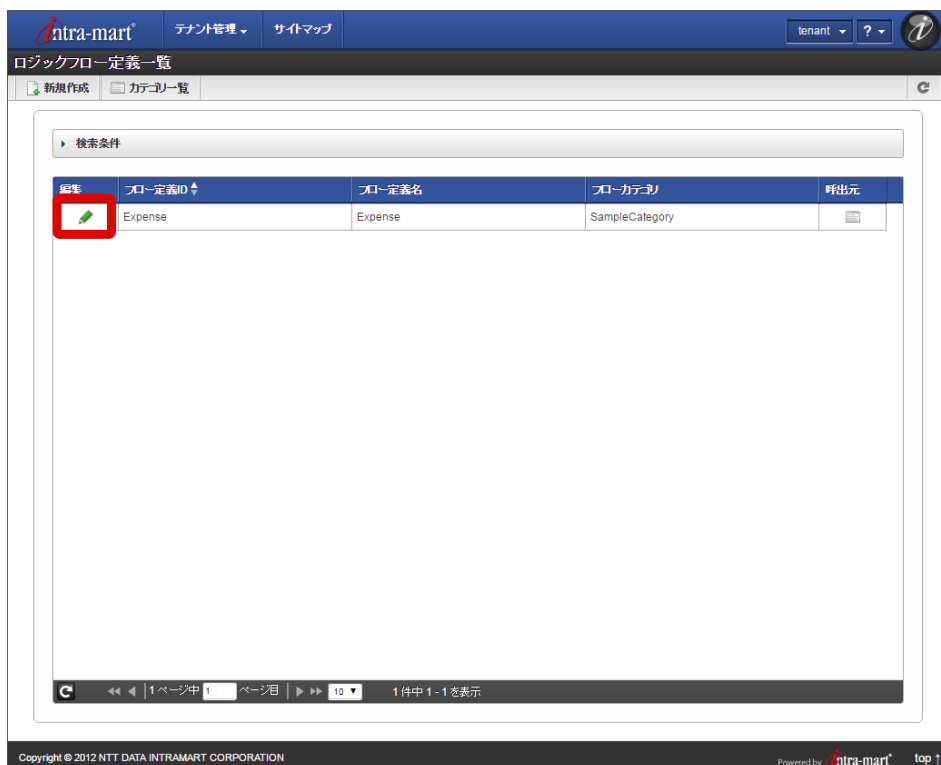 intra-mart® テナント管理 サイトマップ tenant ?
ロジックフロー定義一覧
新規作成 カテゴリ一覧
検索条件
編集 フロー定義ID フロー定義名 フローカテゴリ 呼出元
Expense Expense SampleCategory
1 ページ中 1 ページ目 10 1 件中 1 - 1 を表示
Copyright © 2012 NTT DATA INTRAMART CORPORATION Powered by intra-mart® top ↑